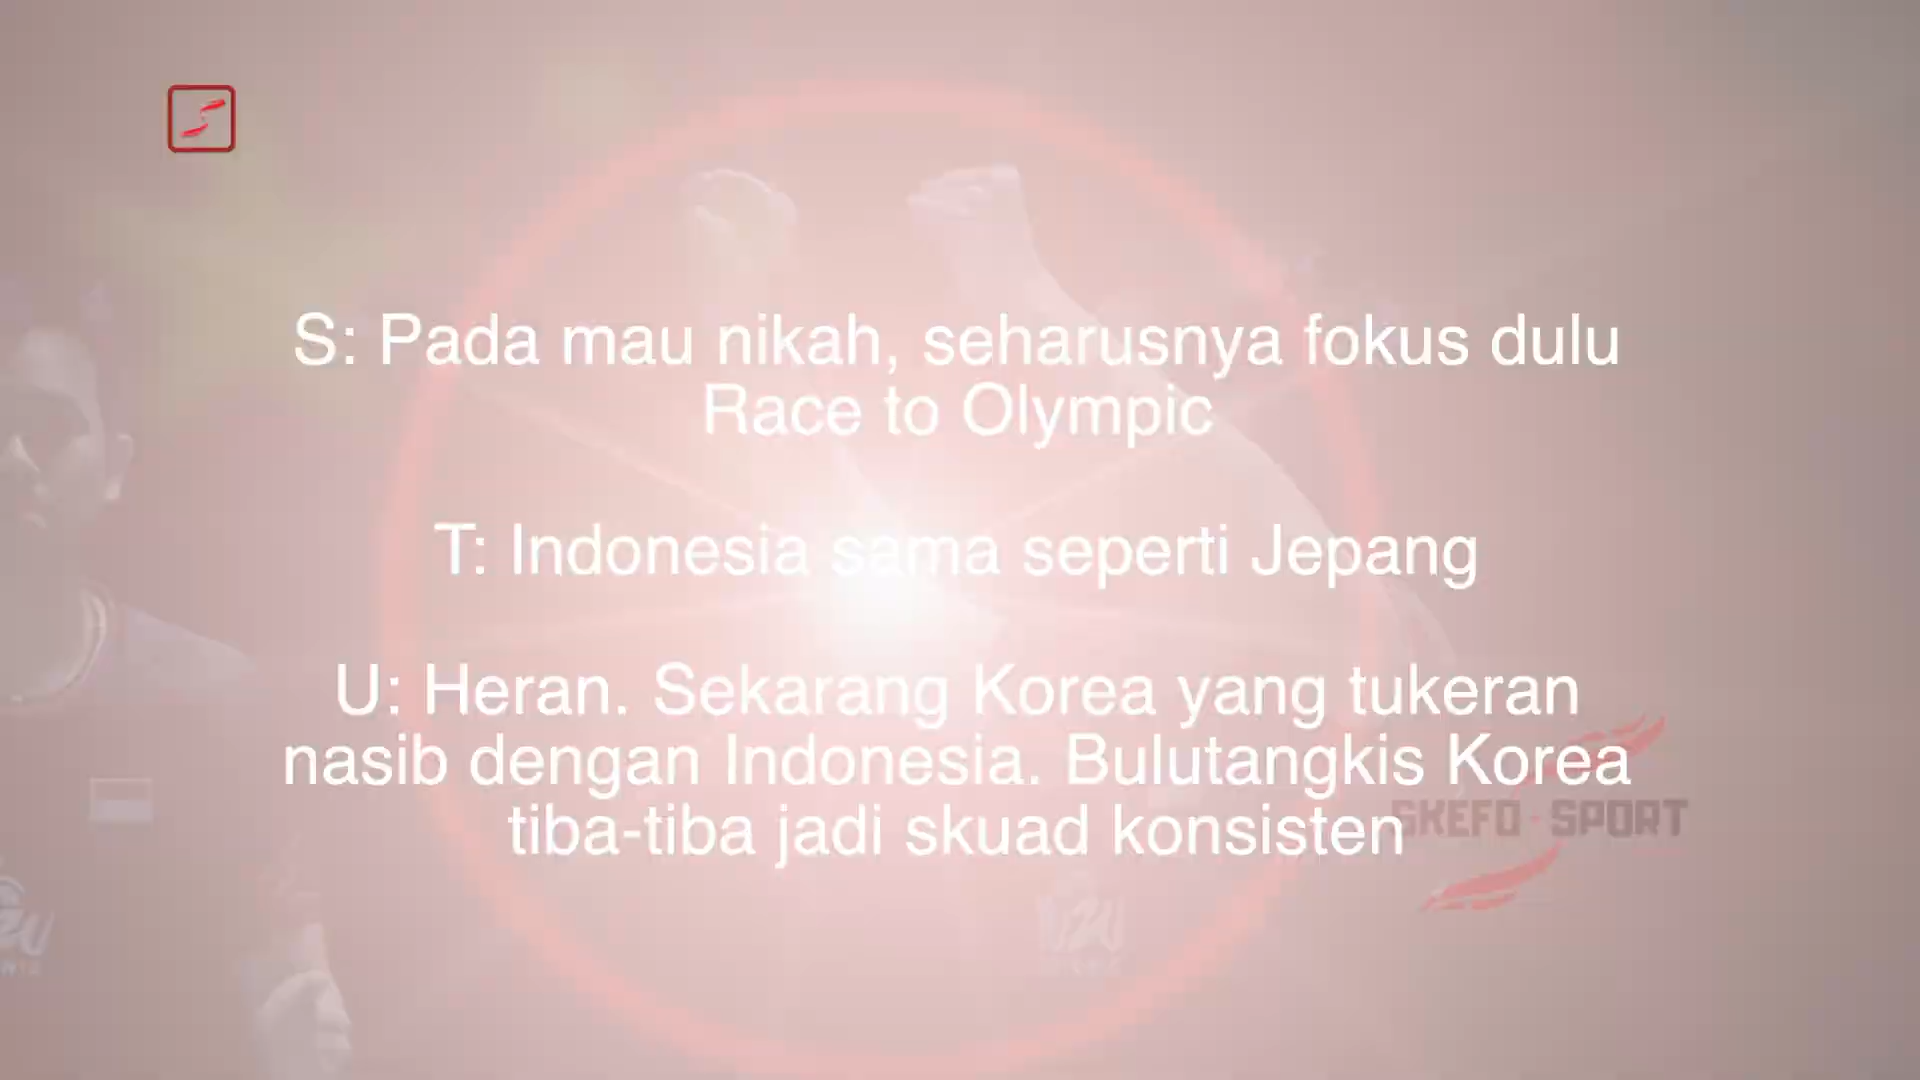 S: Pada mau nikah, seharusnya fokus dulu
Race to Olympic
T: Indonesia sama seperti Jepang
U: Heran. Sekarang Korea yang tukeran
nasib dengan Indonesia. Bulutangkis Korea
tiba-tiba jadi skuad konsisten
SKEFO · SPORT